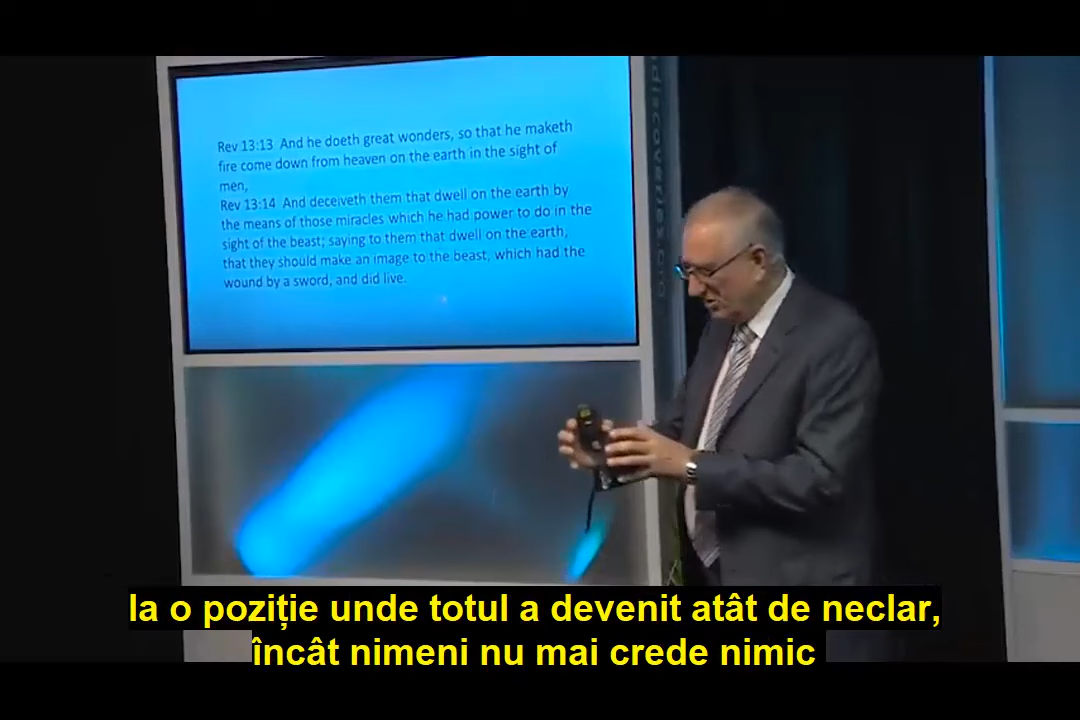 Rev 13:13 And he doeth great wonders, so that he maketh
fire come down from heaven on the earth in the sight of
men,
Rev 13:14 And deceiveth them that dwell on the earth by
the means of those miracles which he had power to do in the
sight of the beast; saying to them that dwell on the earth,
that they should make an image to the beast, which had the
wound by a sword, and did live.
la o poziție unde totul a devenit atât de neclar,
încât nimeni nu mai crede nimic